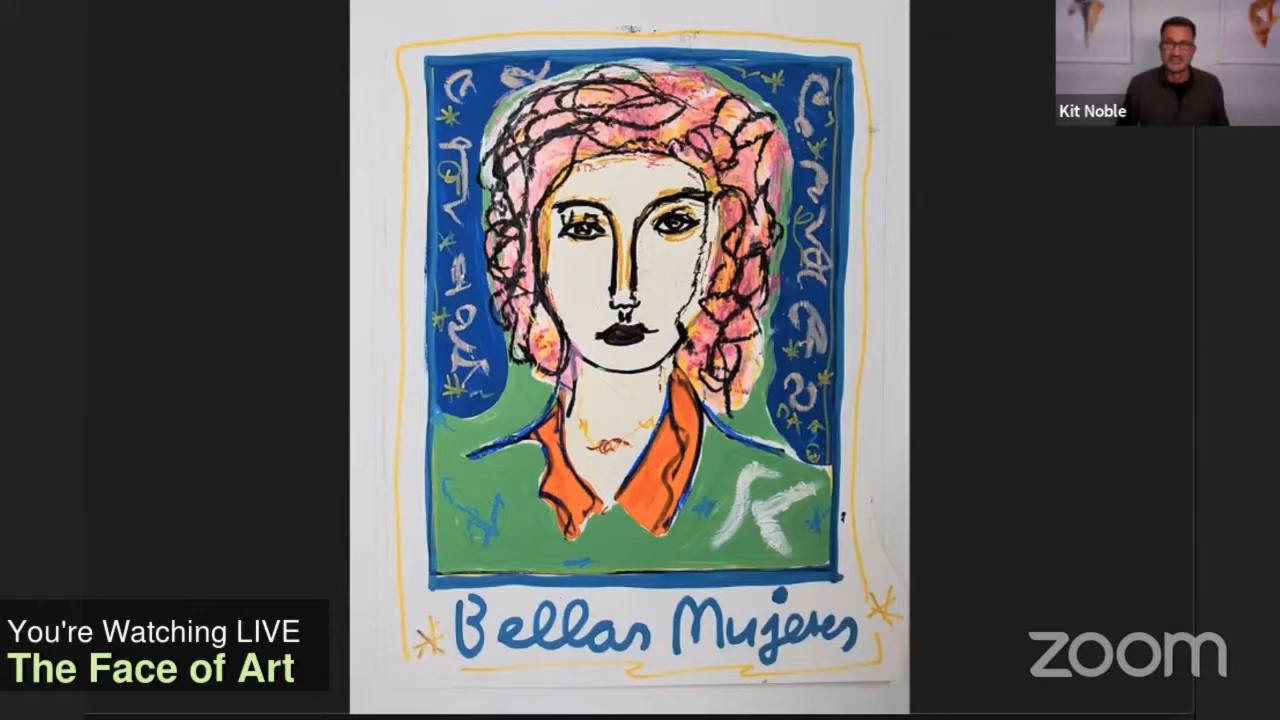 Kit Noble
K
Bellas Mujeres
You're Watching LIVE
The Face of Art
zoom